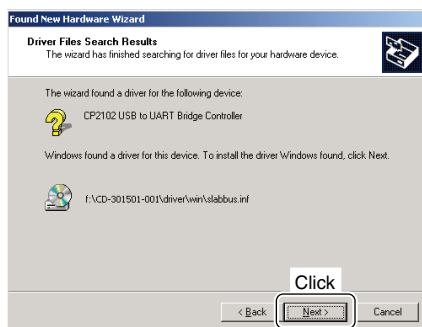 Found New Hardware Wizard
Driver Files Search Results
The wizard has finished searching for driver files for your hardware device.
The wizard found a driver for the following device:
CP2102 USB to UART Bridge Controller
Windows found a driver for this device. To install the driver Windows found, click Next.
f:\CD-301501-001\driver\win\slabbus.inf
Click
< Back
Next >
Cancel